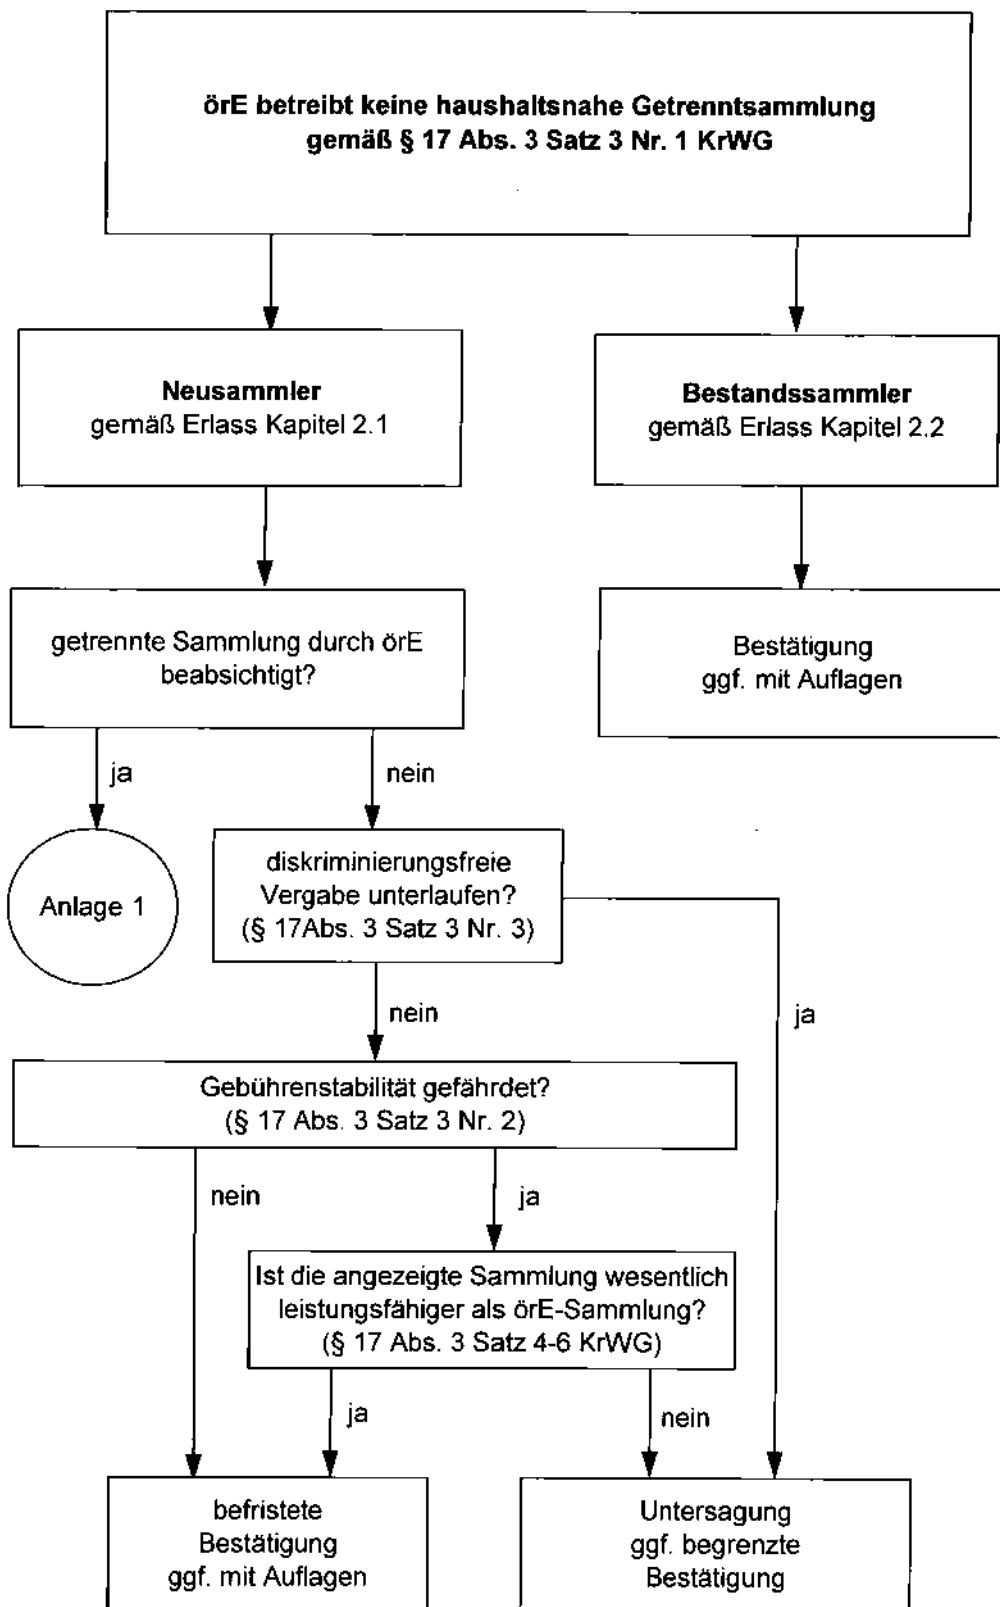 örE betreibt keine haushaltsnahe Getrenntsammlung
gemäß § 17 Abs. 3 Satz 3 Nr. 1 KrWG
Neusammler
gemäß Erlass Kapitel 2.1
Bestandssammler
gemäß Erlass Kapitel 2.2
getrennte Sammlung durch örE
beabsichtigt?
Bestätigung
ggf. mit Auflagen
ja
nein
Anlage 1
diskriminierungsfreie
Vergabe unterlaufen?
(§ 17Abs. 3 Satz 3 Nr. 3)
nein
ja
Gebührenstabilität gefährdet?
(§ 17 Abs. 3 Satz 3 Nr. 2)
nein
ja
Ist die angezeigte Sammlung wesentlich
leistungsfähiger als örE-Sammlung?
(§ 17 Abs. 3 Satz 4-6 KrWG)
ja
nein
befristete
Bestätigung
ggf. mit Auflagen
Untersagung
ggf. begrenzte
Bestätigung